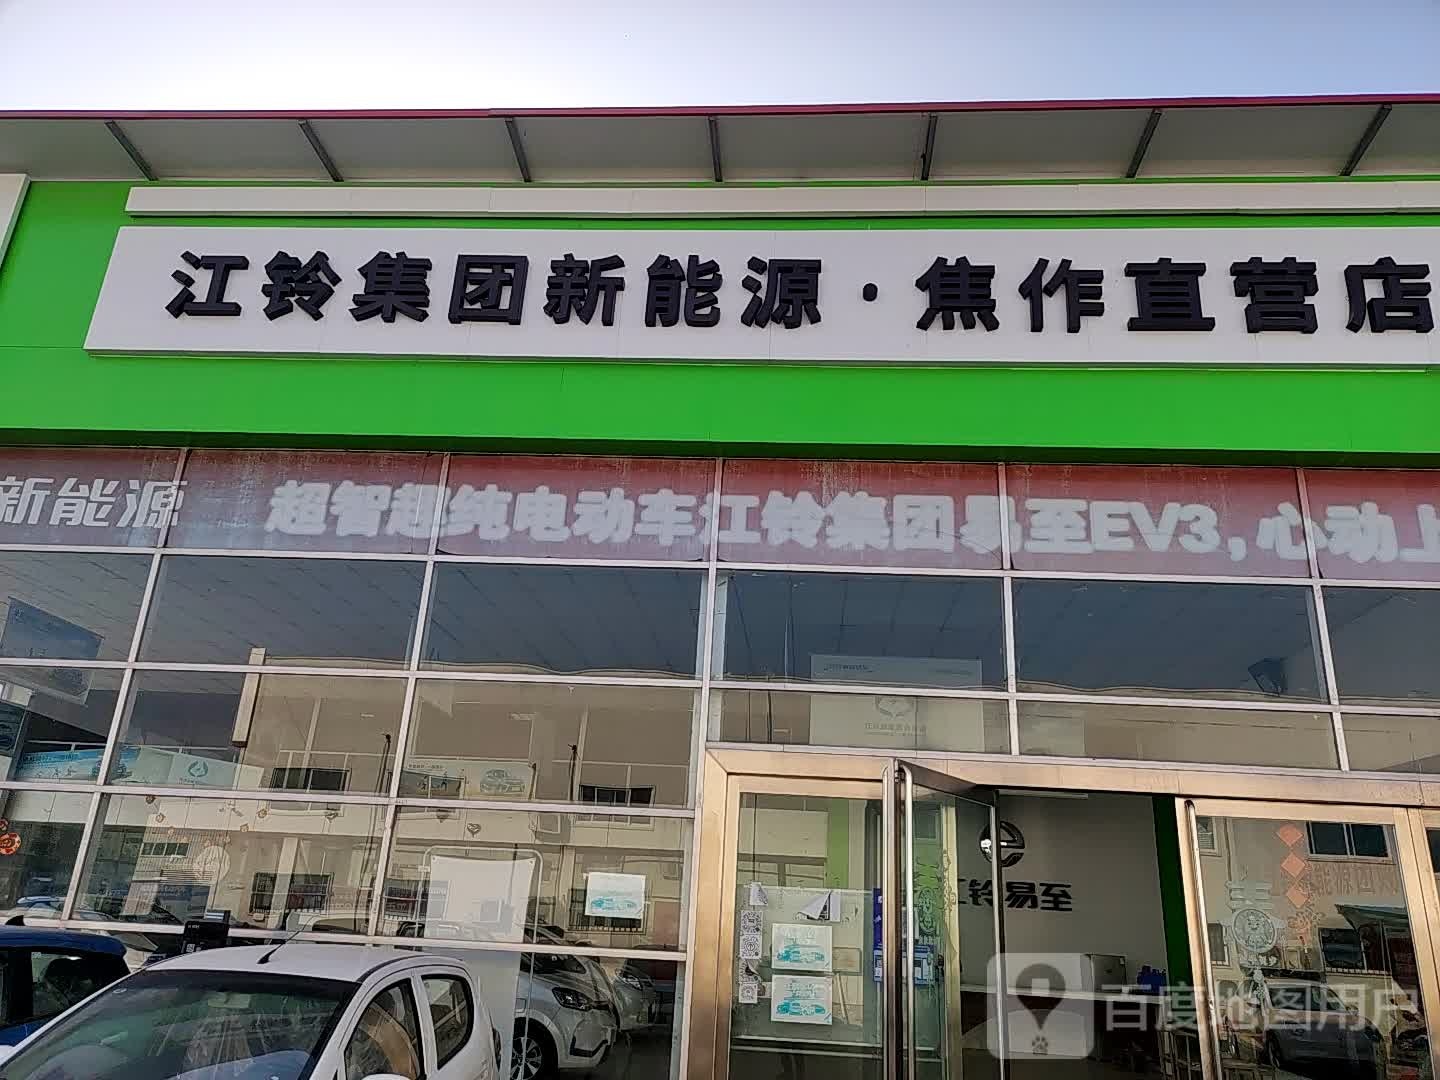 江铃集团新能源·焦作直营店
新能源 超智趣纯电动车江铃集团易至EV3，心动上
江铃易至
百度地图用户